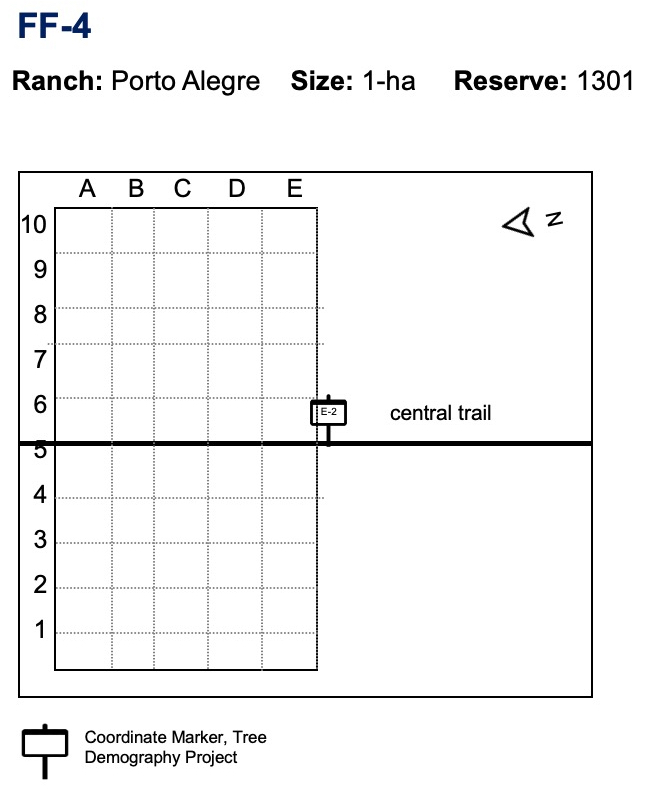 FF-4
Ranch: Porto Alegre Size: 1-ha Reserve: 1301
A B C D E
N
10
9
8
7
6
E-2
central trail
5
4
3
2
1
Coordinate Marker, Tree
Demography Project